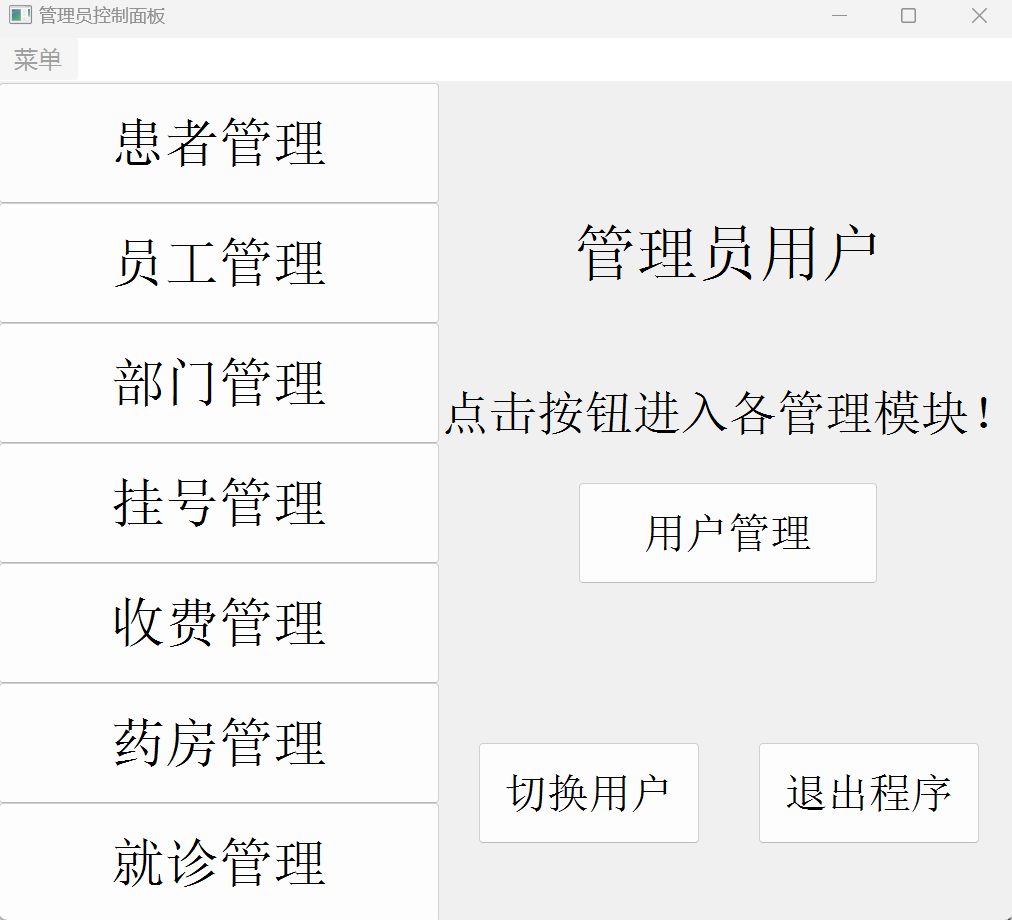 管理员控制面板
菜单
患者管理
员工管理
部门管理
挂号管理
收费管理
药房管理
就诊管理
管理员用户
点击按钮进入各管理模块！
用户管理
切换用户
退出程序